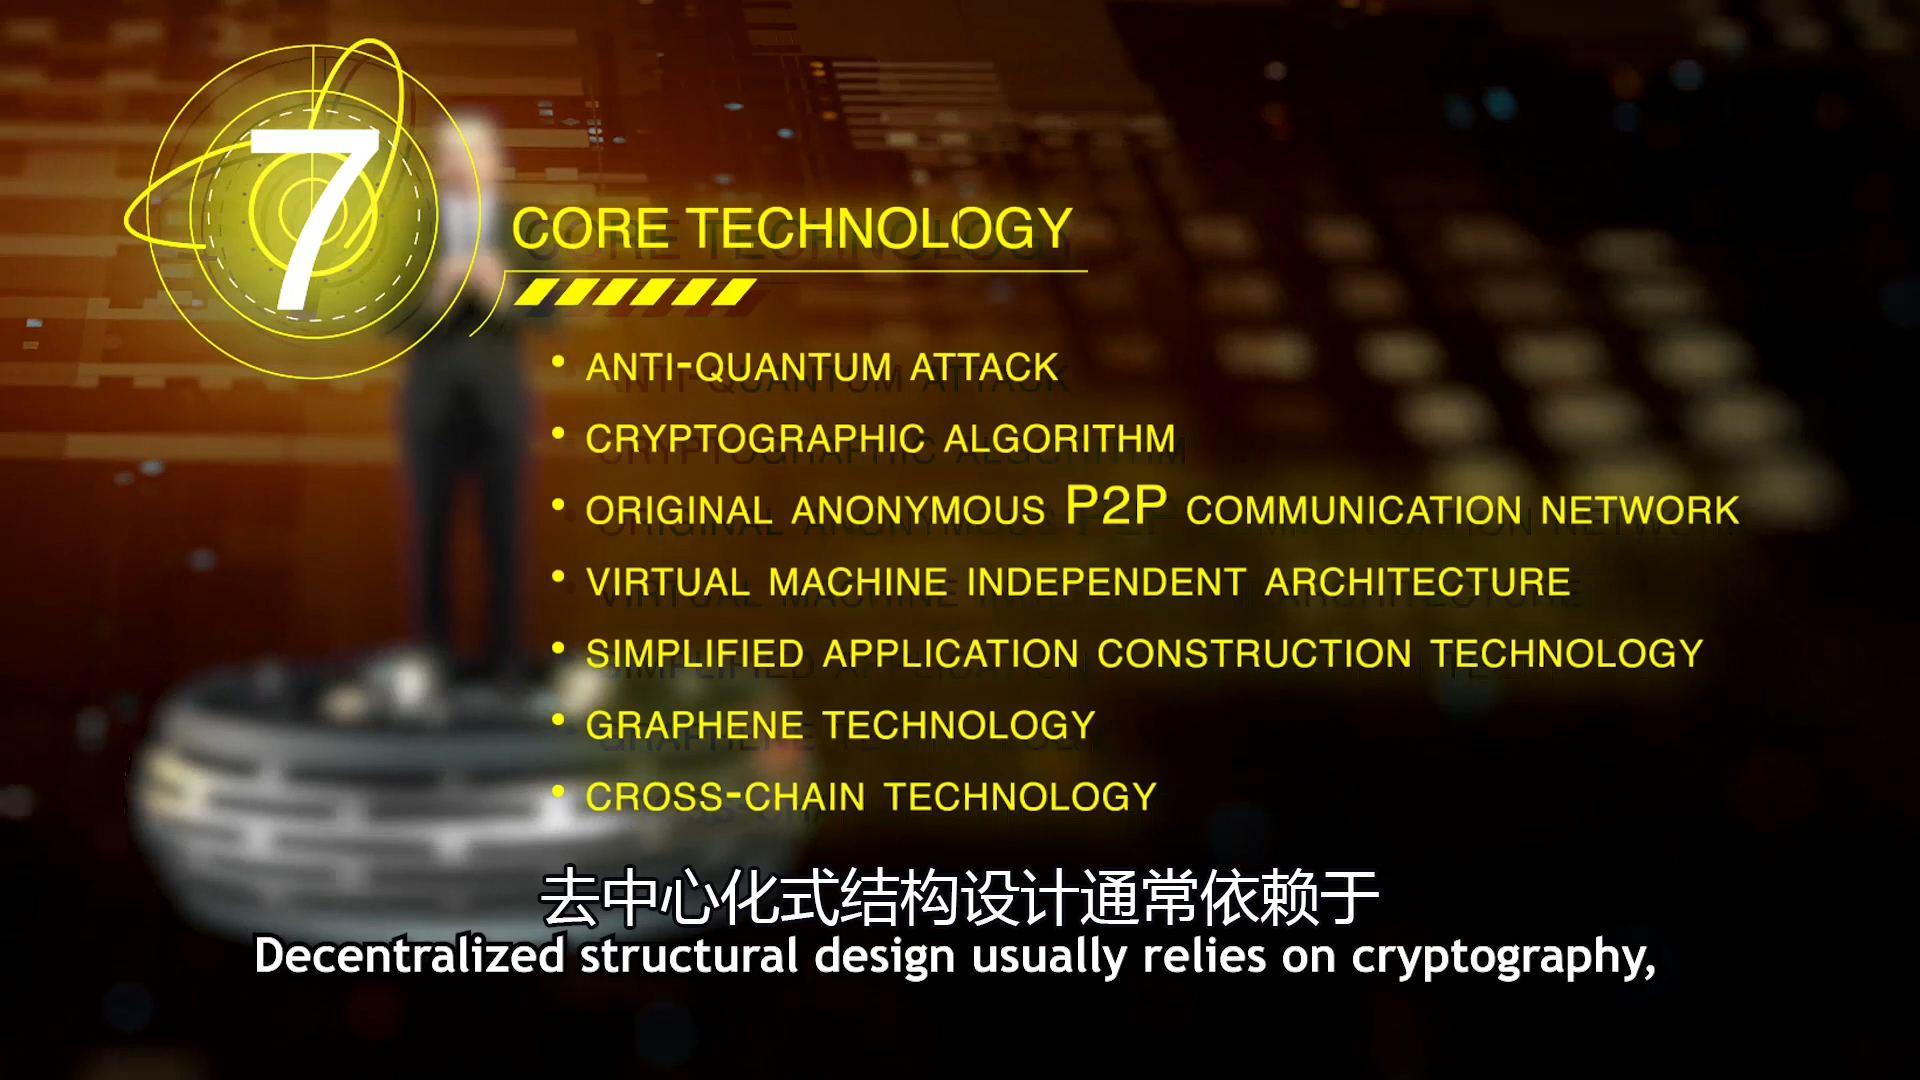 7
CORE TECHNOLOGY
• ANTI-QUANTUM ATTACK
• CRYPTOGRAPHIC ALGORITHM
• ORIGINAL ANONYMOUS P2P COMMUNICATION NETWORK
• VIRTUAL MACHINE INDEPENDENT ARCHITECTURE
• SIMPLIFIED APPLICATION CONSTRUCTION TECHNOLOGY
• GRAPHENE TECHNOLOGY
• CROSS-CHAIN TECHNOLOGY
去中心化式结构设计通常依赖于
Decentralized structural design usually relies on cryptography,